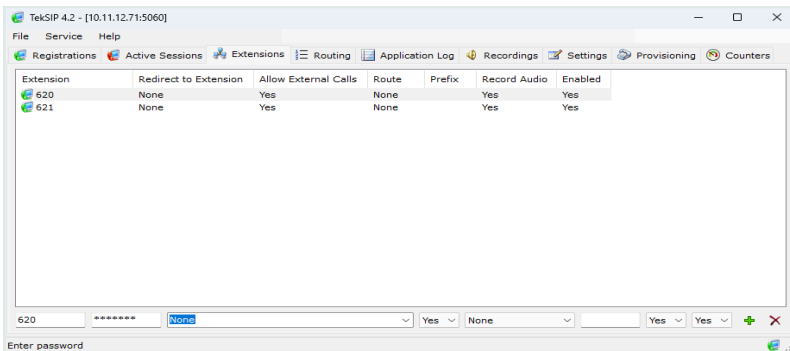 TekSIP 4.2 - [10.11.12.71:5060]
File Service Help
Registrations Active Sessions Extensions Routing Application Log Recordings Settings Provisioning Counters
Extension Redirect to Extension Allow External Calls Route Prefix Record Audio Enabled
620 None Yes None Yes Yes
621 None Yes None Yes Yes
620 ******* None Yes None Yes Yes
Enter password